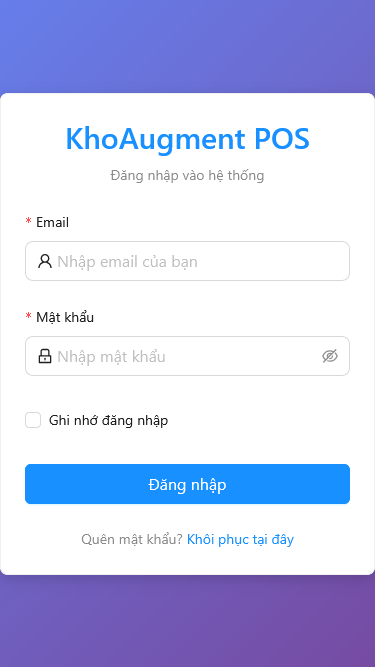 KhoAugment POS
Đăng nhập vào hệ thống
* Email
Nhập email của bạn
* Mật khẩu
Nhập mật khẩu
Ghi nhớ đăng nhập
Đăng nhập
Quên mật khẩu? Khôi phục tại đây